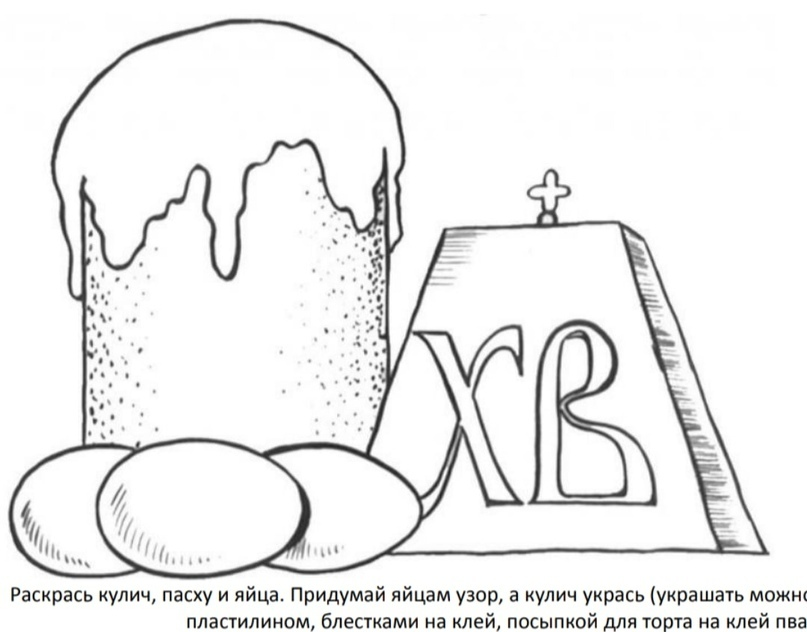 ХВ
Раскрась кулич, пасху и яйца. Придумай яйцам узор, а кулич укрась (украшать можно
пластилином, блестками на клей, посыпкой для торта на клей пва